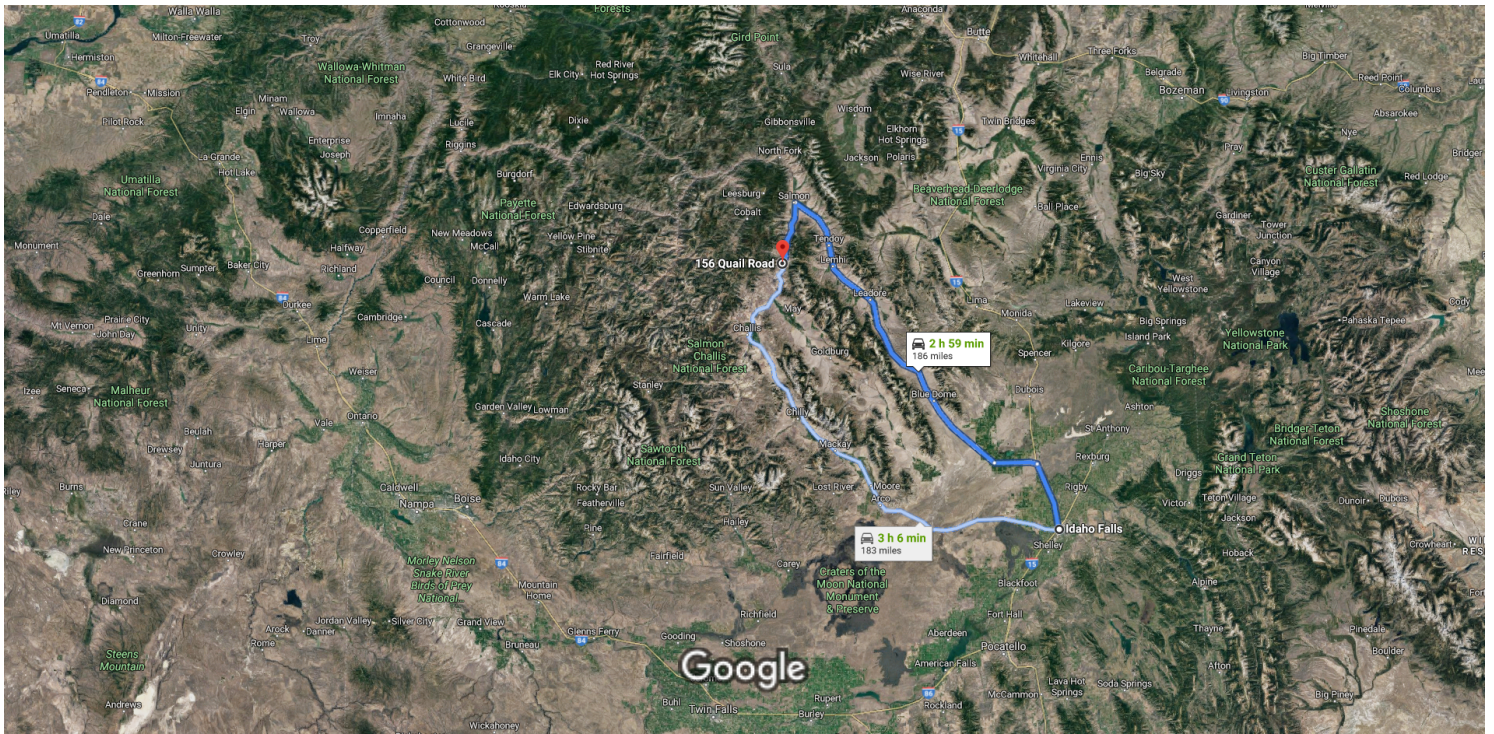 Walla Walla
Forests
Anaconda
Umatilla
Milton-Freewater
Troy
Cottonwood
Grangeville
Gird Point
Butte
Hermiston
Wallowa-Whitman
National Forest
White Bird
Elk City
Red River
Hot Springs
Sula
Wise River
Whitehall
Three Forks
Belgrade
Big Timber
Reed Point
Columbus
Pendleton
Mission
Minam
Wallowa
Elgin
Imnaha
Lucile
Riggins
Dixie
Gibbonsville
Wisdom
Elkhorn
Hot Springs
Twin Bridges
Bozeman
Livingston
Absarokee
Pilot Rock
Enterprise
Joseph
North Fork
Jackson
Polaris
Ennis
Virginia City
Pray
Nye
Bridger
La Grande
Hot Lake
Burgdorf
Big Sky
Custer Gallatin
National Forest
Red Lodge
Umatilla
National Forest
Payette
National Forest
Edwardsburg
Leesburg
Salmon
Cobalt
Beaverhead-Deerlodge
National Forest
Ball Place
Gardiner
Tower
Junction
Dale
Copperfield
New Meadows
McCall
Yellow Pine
Stibnite
Tendoy
Lemhi
Monument
Halfway
Richland
156 Quail Road
Canyon
Village
Greenhorn
Sumpter
Baker City
Council
Donnelly
Warm Lake
Leadore
Lima
Lakeview
West
Yellowstone
Cody
Durkee
Cambridge
May
Monida
Mt Vernon
Prairie City
John Day
Unity
Lime
Cascade
Challis
Big Springs
Island Park
Pahaska Tepee
Salmon
Challis
National Forest
Goldburg
2 h 59 min
186 miles
Spencer
Kilgore
Yellowstone
National Park
Weiser
Stanley
Caribou-Targhee
National Forest
Izee
Seneca
Malheur
National Forest
Blue Dome
Dubois
Ashton
Garden Valley
Lowman
Chilly
Shoshone
National Forest
Ontario
Vale
Beulah
Harper
Mackay
St Anthony
Bridger-Teton
National Forest
Drewsey
Juntura
Idaho City
Sawtooth
National Forest
Rexburg
Grand Teton
National Park
Driggs
Riley
Burns
Caldwell
Nampa
Boise
Rocky Bar
Featherville
Sun Valley
Lost River
Moore
Arco
Rigby
Victor
Teton Village
Jackson
Dunoir
Dubois
Crane
New Princeton
Crowley
Pine
Hailey
Idaho Falls
Shelley
3 h 6 min
183 miles
Hoback
Crowheart
Fairfield
Carey
Morley Nelson
Snake River
Birds of Prey
National
Mountain
Home
Craters of the
Moon National
Monument
& Preserve
Blackfoot
Alpine
Diamond
Jordan Valley
Arock
Danner
Rome
Silver City
Grand View
Bruneau
Glenns Ferry
Richfield
Gooding
Shoshone
Fort Hall
Aberdeen
Pocatello
Thayne
Pinedale
Boulder
Steens
Mountain
Google
American Falls
Afton
Andrews
Buhl
Twin Falls
Rupert
Burley
Rockland
McCammon
Lava Hot
Springs
Soda Springs
Big Piney
Wickahoney